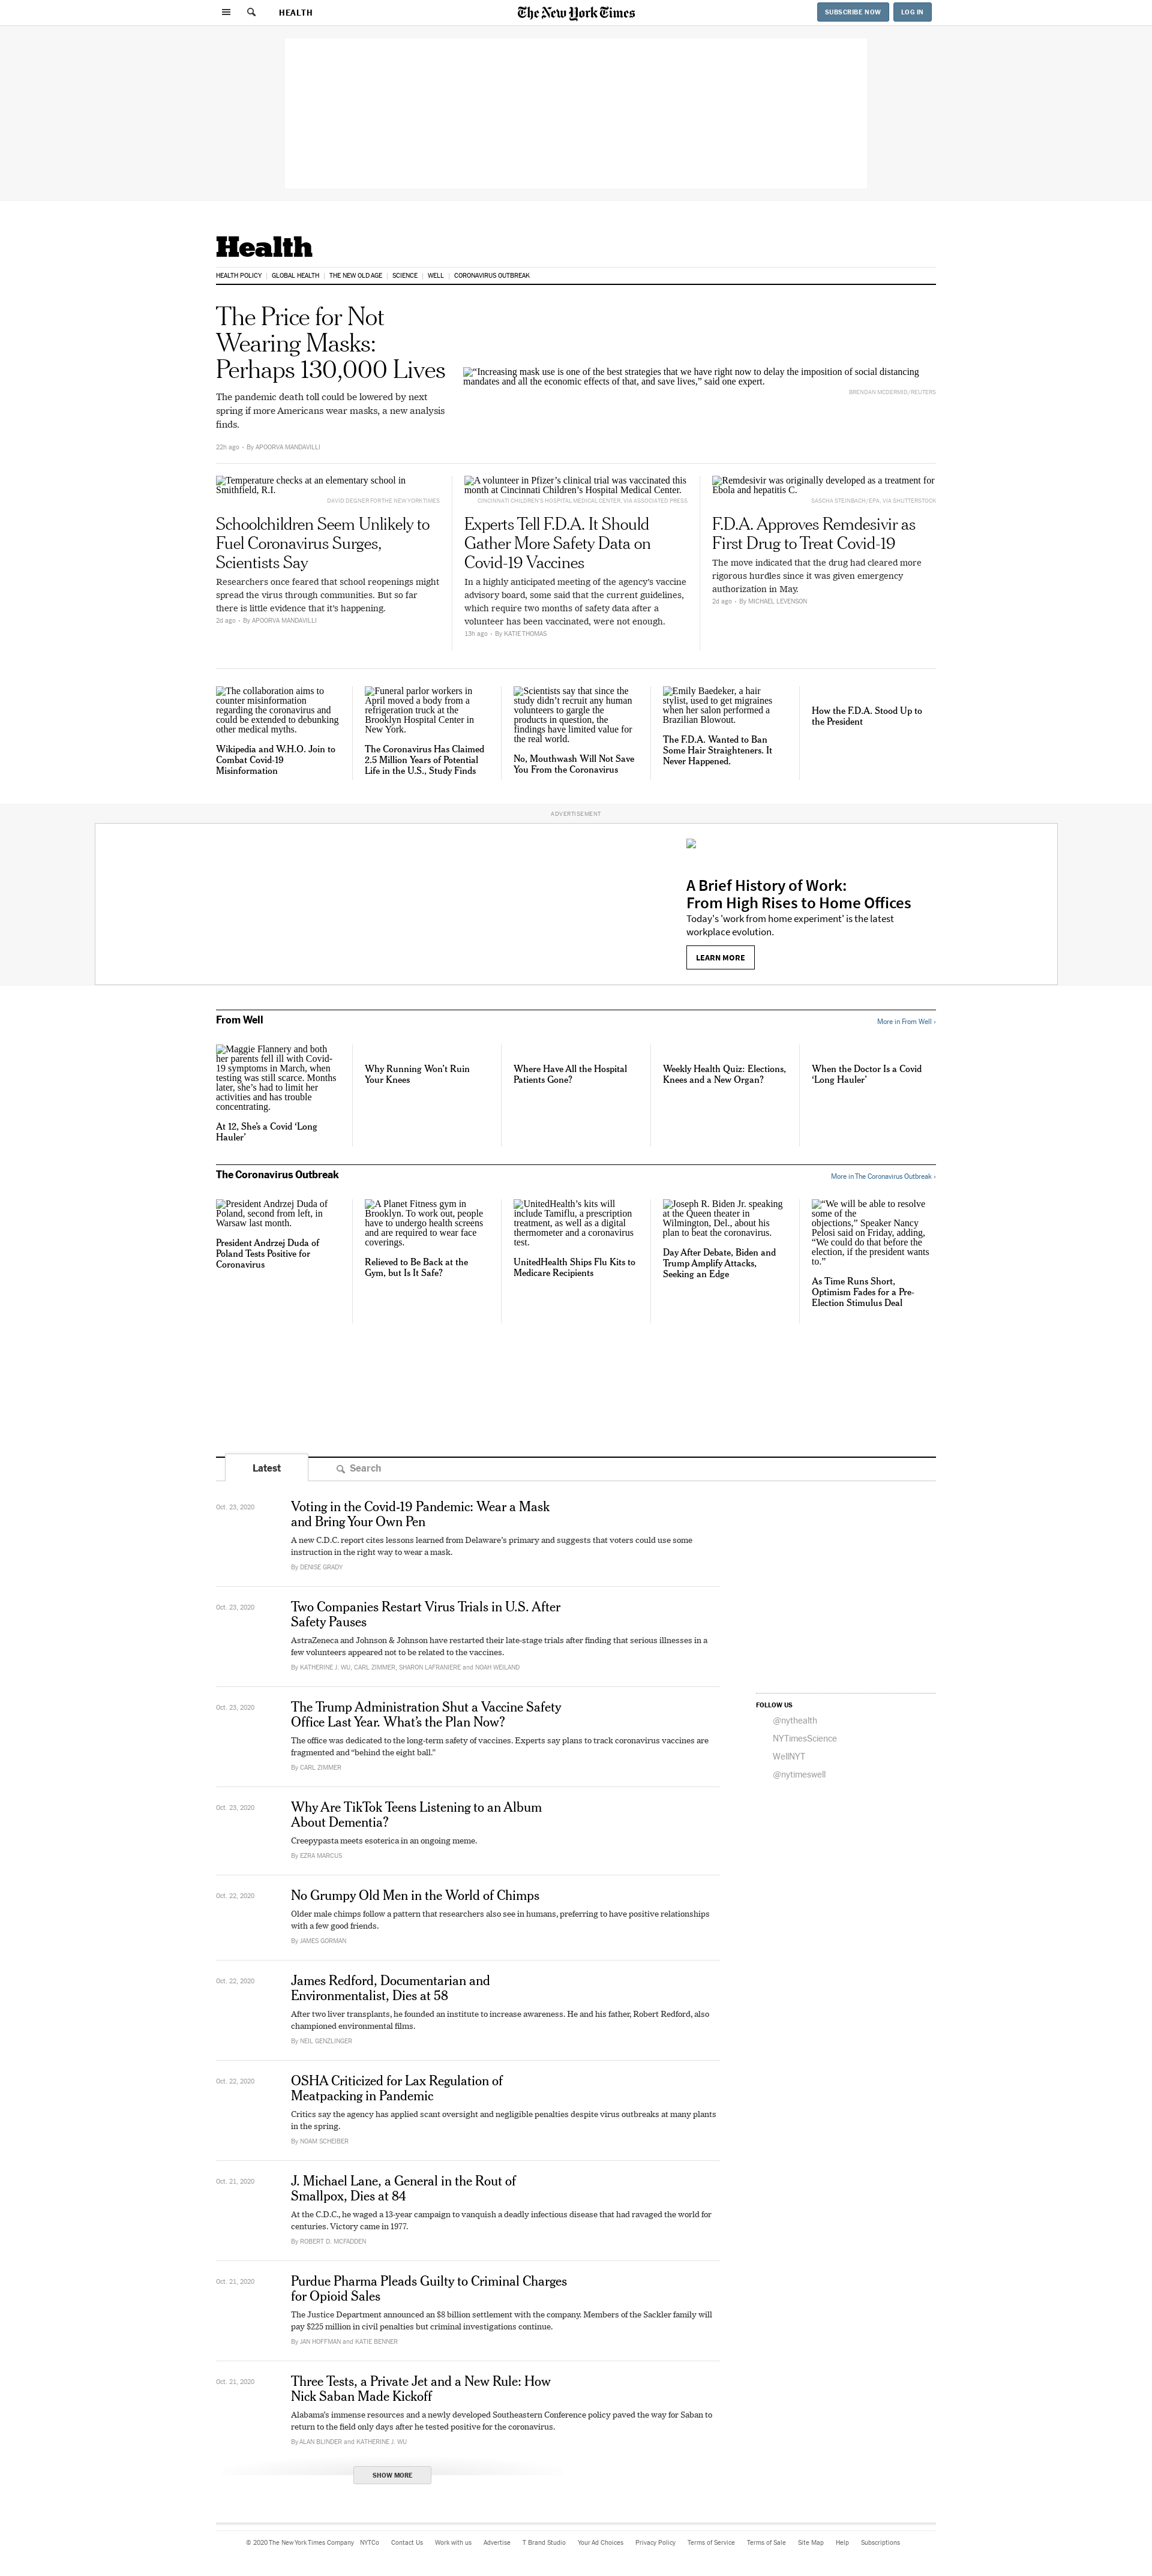 HEALTH
The New York Times
SUBSCRIBE NOW
LOG IN
Health
HEALTH POLICY
GLOBAL HEALTH
THE NEW OLD AGE
SCIENCE
WELL
CORONAVIRUS OUTBREAK
The Price for Not
Wearing Masks:
Perhaps 130,000 Lives
The pandemic death toll could be lowered by next
spring if more Americans wear masks, a new analysis
finds.
22h ago • By APOORVA MANDAVILLI
“Increasing mask use is one of the best strategies that we have right now to delay the imposition of social distancing
mandates and all the economic effects of that, and save lives,” said one expert.
BRENDAN MCDERMID/REUTERS
Temperature checks at an elementary school in
Smithfield, R.I.
DAVID DEGNER FOR THE NEW YORK TIMES
Schoolchildren Seem Unlikely to
Fuel Coronavirus Surges,
Scientists Say
Researchers once feared that school reopenings might
spread the virus through communities. But so far
there is little evidence that it’s happening.
2d ago • By APOORVA MANDAVILLI
A volunteer in Pfizer’s clinical trial was vaccinated this
month at Cincinnati Children’s Hospital Medical Center.
CINCINNATI CHILDREN'S HOSPITAL MEDICAL CENTER, VIA ASSOCIATED PRESS
Experts Tell F.D.A. It Should
Gather More Safety Data on
Covid-19 Vaccines
In a highly anticipated meeting of the agency’s vaccine
advisory board, some said that the current guidelines,
which require two months of safety data after a
volunteer has been vaccinated, were not enough.
13h ago • By KATIE THOMAS
Remdesivir was originally developed as a treatment for
Ebola and hepatitis C.
SASCHA STEINBACH/EPA, VIA SHUTTERSTOCK
F.D.A. Approves Remdesivir as
First Drug to Treat Covid-19
The move indicated that the drug had cleared more
rigorous hurdles since it was given emergency
authorization in May.
2d ago • By MICHAEL LEVENSON
The collaboration aims to
counter misinformation
regarding the coronavirus and
could be extended to debunking
other medical myths.
Wikipedia and W.H.O. Join to
Combat Covid-19
Misinformation
Funeral parlor workers in
April moved a body from a
refrigeration truck at the
Brooklyn Hospital Center in
New York.
The Coronavirus Has Claimed
2.5 Million Years of Potential
Life in the U.S., Study Finds
Scientists say that since the
study didn’t recruit any human
volunteers to gargle the
products in question, the
findings have limited value for
the real world.
No, Mouthwash Will Not Save
You From the Coronavirus
Emily Baedeker, a hair
stylist, used to get migraines
when her salon performed a
Brazilian Blowout.
The F.D.A. Wanted to Ban
Some Hair Straighteners. It
Never Happened.
How the F.D.A. Stood Up to
the President
ADVERTISEMENT
A Brief History of Work:
From High Rises to Home Offices
Today's 'work from home experiment' is the latest
workplace evolution.
LEARN MORE
From Well
More in From Well ›
Maggie Flannery and both
her parents fell ill with Covid-
19 symptoms in March, when
testing was still scarce. Months
later, she’s had to limit her
activities and has trouble
concentrating.
At 12, She’s a Covid ‘Long
Hauler’
Why Running Won’t Ruin
Your Knees
Where Have All the Hospital
Patients Gone?
Weekly Health Quiz: Elections,
Knees and a New Organ?
When the Doctor Is a Covid
‘Long Hauler’
The Coronavirus Outbreak
More in The Coronavirus Outbreak ›
President Andrzej Duda of
Poland, second from left, in
Warsaw last month.
President Andrzej Duda of
Poland Tests Positive for
Coronavirus
A Planet Fitness gym in
Brooklyn. To work out, people
have to undergo health screens
and are required to wear face
coverings.
Relieved to Be Back at the
Gym, but Is It Safe?
UnitedHealth’s kits will
include Tamiflu, a prescription
treatment, as well as a digital
thermometer and a coronavirus
test.
UnitedHealth Ships Flu Kits to
Medicare Recipients
Joseph R. Biden Jr. speaking
at the Queen theater in
Wilmington, Del., about his
plan to beat the coronavirus.
Day After Debate, Biden and
Trump Amplify Attacks,
Seeking an Edge
“We will be able to resolve
some of the
objections,” Speaker Nancy
Pelosi said on Friday, adding,
“We could do that before the
election, if the president wants
to.”
As Time Runs Short,
Optimism Fades for a Pre-
Election Stimulus Deal
Latest
Search
Oct. 23, 2020
Voting in the Covid-19 Pandemic: Wear a Mask
and Bring Your Own Pen
A new C.D.C. report cites lessons learned from Delaware’s primary and suggests that voters could use some
instruction in the right way to wear a mask.
By DENISE GRADY
Oct. 23, 2020
Two Companies Restart Virus Trials in U.S. After
Safety Pauses
AstraZeneca and Johnson & Johnson have restarted their late-stage trials after finding that serious illnesses in a
few volunteers appeared not to be related to the vaccines.
By KATHERINE J. WU, CARL ZIMMER, SHARON LAFRANIERE and NOAH WEILAND
Oct. 23, 2020
The Trump Administration Shut a Vaccine Safety
Office Last Year. What’s the Plan Now?
The office was dedicated to the long-term safety of vaccines. Experts say plans to track coronavirus vaccines are
fragmented and “behind the eight ball.”
By CARL ZIMMER
FOLLOW US
@nythealth
NYTimesScience
WellNYT
@nytimeswell
Oct. 23, 2020
Why Are TikTok Teens Listening to an Album
About Dementia?
Creepypasta meets esoterica in an ongoing meme.
By EZRA MARCUS
Oct. 22, 2020
No Grumpy Old Men in the World of Chimps
Older male chimps follow a pattern that researchers also see in humans, preferring to have positive relationships
with a few good friends.
By JAMES GORMAN
Oct. 22, 2020
James Redford, Documentarian and
Environmentalist, Dies at 58
After two liver transplants, he founded an institute to increase awareness. He and his father, Robert Redford, also
championed environmental films.
By NEIL GENZLINGER
Oct. 22, 2020
OSHA Criticized for Lax Regulation of
Meatpacking in Pandemic
Critics say the agency has applied scant oversight and negligible penalties despite virus outbreaks at many plants
in the spring.
By NOAM SCHEIBER
Oct. 21, 2020
J. Michael Lane, a General in the Rout of
Smallpox, Dies at 84
At the C.D.C., he waged a 13-year campaign to vanquish a deadly infectious disease that had ravaged the world for
centuries. Victory came in 1977.
By ROBERT D. MCFADDEN
Oct. 21, 2020
Purdue Pharma Pleads Guilty to Criminal Charges
for Opioid Sales
The Justice Department announced an $8 billion settlement with the company. Members of the Sackler family will
pay $225 million in civil penalties but criminal investigations continue.
By JAN HOFFMAN and KATIE BENNER
Oct. 21, 2020
Three Tests, a Private Jet and a New Rule: How
Nick Saban Made Kickoff
Alabama’s immense resources and a newly developed Southeastern Conference policy paved the way for Saban to
return to the field only days after he tested positive for the coronavirus.
By ALAN BLINDER and KATHERINE J. WU
SHOW MORE
© 2020 The New York Times Company NYTCo Contact Us Work with us Advertise T Brand Studio Your Ad Choices Privacy Policy Terms of Service Terms of Sale Site Map Help Subscriptions